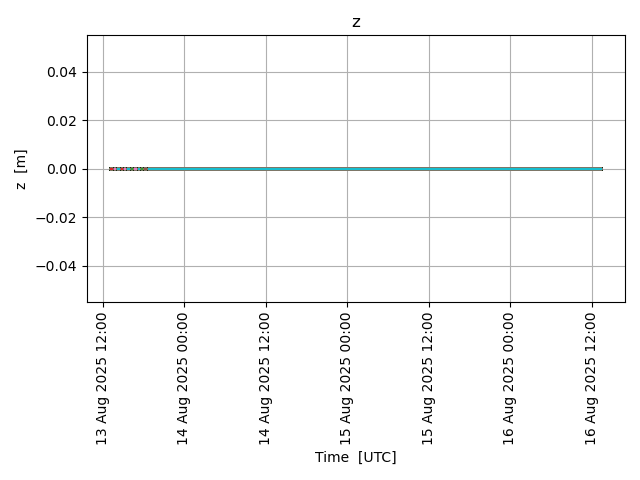 z
0.04
0.02
0.00
−0.02
−0.04
z [m]
13 Aug 2025 12:00
14 Aug 2025 00:00
14 Aug 2025 12:00
15 Aug 2025 00:00
15 Aug 2025 12:00
16 Aug 2025 00:00
16 Aug 2025 12:00
Time [UTC]